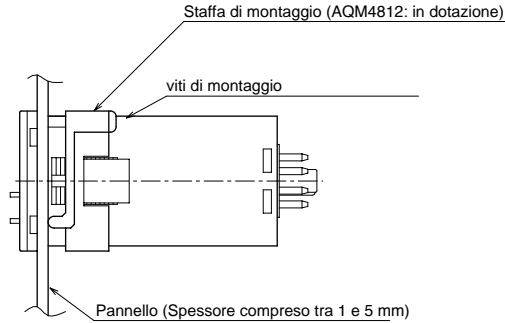 Staffa di montaggio (AQM4812: in dotazione)
viti di montaggio
Pannello (Spessore compreso tra 1 e 5 mm)